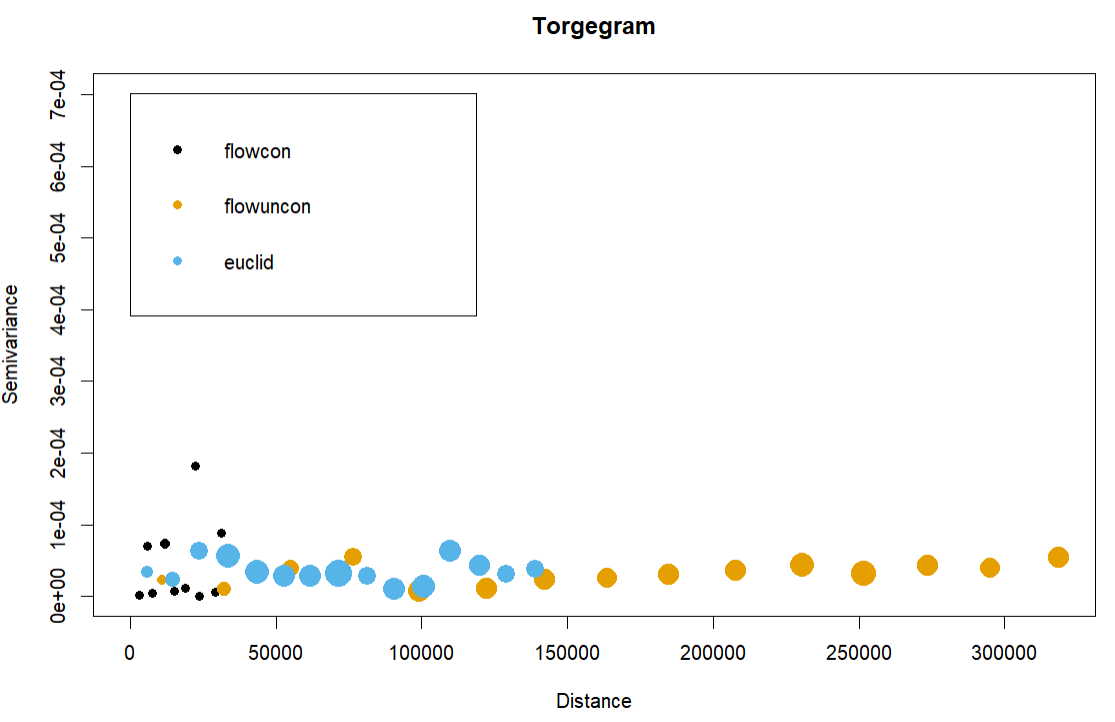 Torgegram
7e-04
6e-04
5e-04
4e-04
3e-04
2e-04
1e-04
0e+00
Semivariance
flowcon
flowuncon
euclid
0
50000
100000
150000
200000
250000
300000
Distance